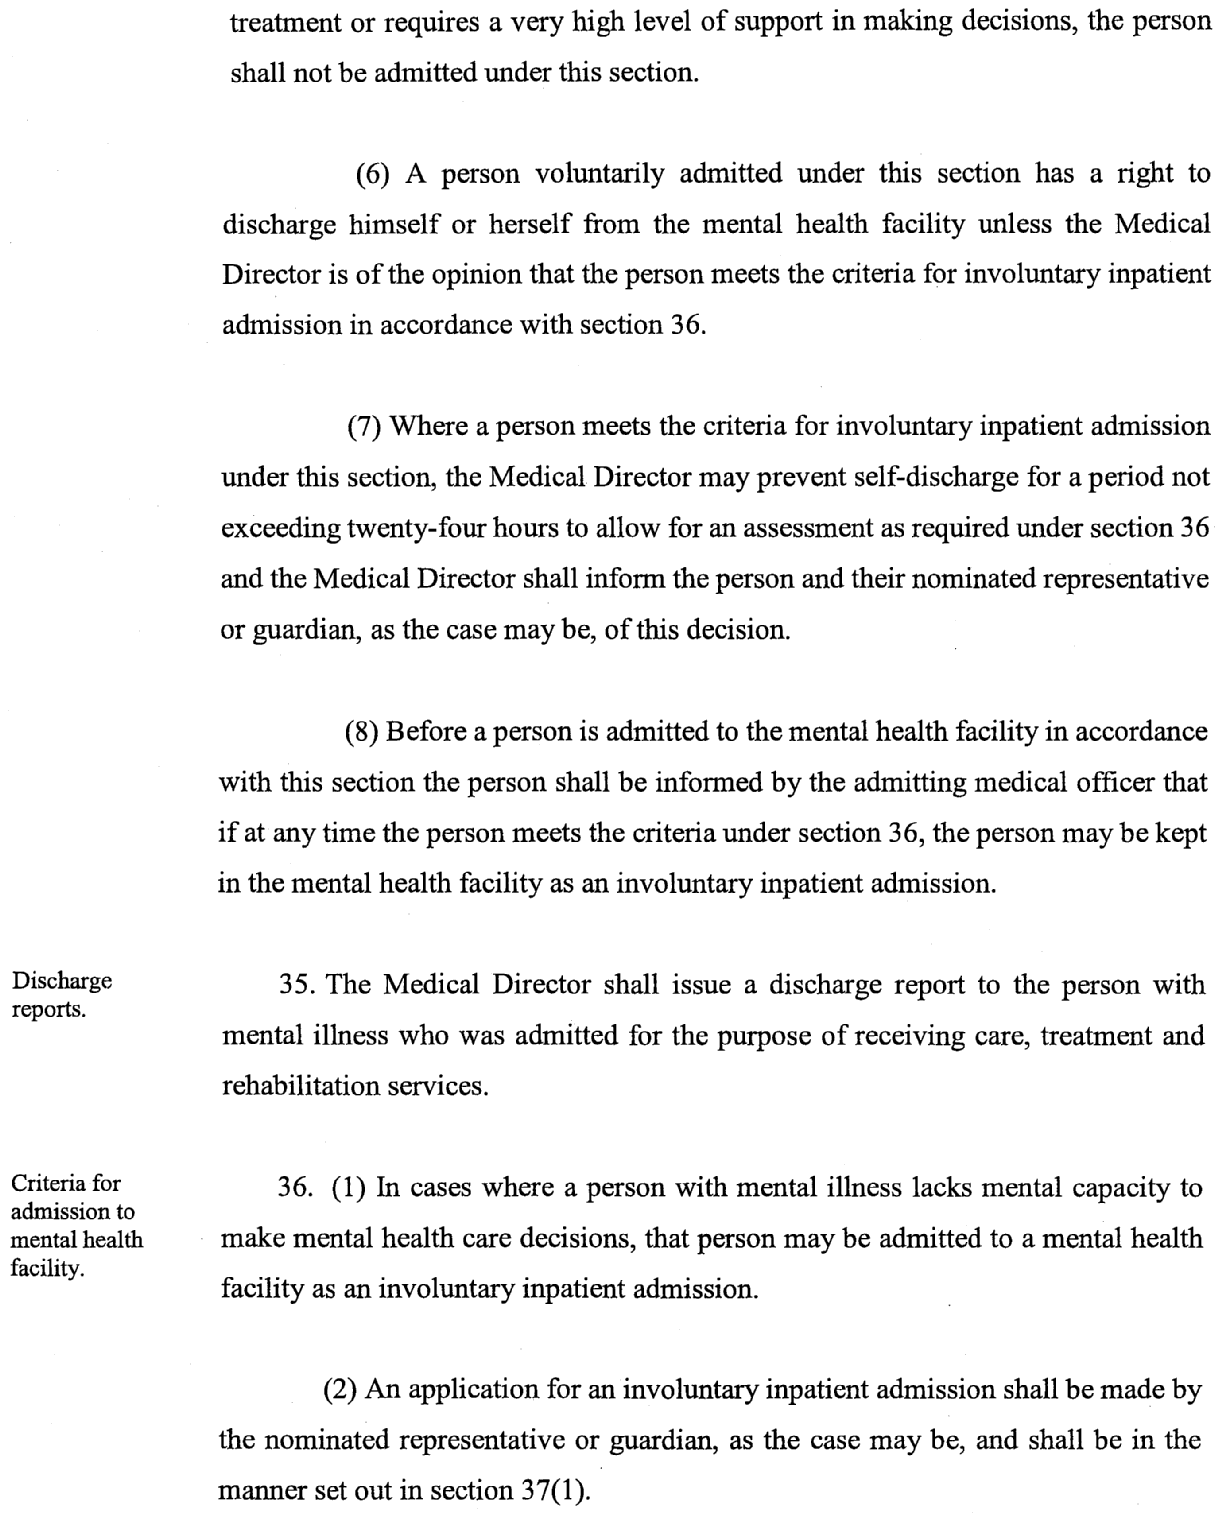 treatment or requires a very high level of support in making decisions, the person
shall not be admitted under this section.
(6) A person voluntarily admitted under this section has a right to
discharge himself or herself from the mental health facility unless the Medical
Director is of the opinion that the person meets the criteria for involuntary inpatient
admission in accordance with section 36.
(7) Where a person meets the criteria for involuntary inpatient admission
under this section, the Medical Director may prevent self-discharge for a period not
exceeding twenty-four hours to allow for an assessment as required under section 36
and the Medical Director shall inform the person and their nominated representative
or guardian, as the case may be, of this decision.
(8) Before a person is admitted to the mental health facility in accordance
with this section the person shall be informed by the admitting medical officer that
if at any time the person meets the criteria under section 36, the person may be kept
in the mental health facility as an involuntary inpatient admission.
Discharge
reports.
35. The Medical Director shall issue a discharge report to the person with
mental illness who was admitted for the purpose of receiving care, treatment and
rehabilitation services.
Criteria for
admission to
mental health
facility.
36. (1) In cases where a person with mental illness lacks mental capacity to
make mental health care decisions, that person may be admitted to a mental health
facility as an involuntary inpatient admission.
(2) An application for an involuntary inpatient admission shall be made by
the nominated representative or guardian, as the case may be, and shall be in the
manner set out in section 37(1).